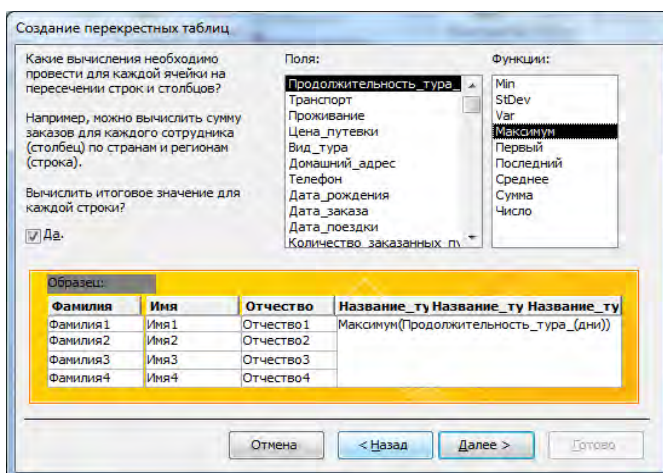 Создание перекрестных таблиц
Какие вычисления необходимо
провести для каждой ячейки на
пересечении строк и столбцов?
Например, можно вычислить сумму
заказов для каждого сотрудника
(столбец) по странам и регионам
(строка).
Вычислить итоговое значение для
каждой строки?
Да.
Поля:
Продолжительность_тура_
Транспорт
Проживание
Цена_путевки
Вид_тура
Домашний_адрес
Телефон
Дата_рождения
Дата_заказа
Дата_поездки
Количество_заказанных_п
Функции:
Min
StDev
Var
Максимум
Первый
Последний
Среднее
Сумма
Число
Образец:
Фамилия Имя Отчество Название_ту Название_ту Название_ту
Фамилия1 Имя1 Отчество1 Максимум(Продолжительность_тура_(дни))
Фамилия2 Имя2 Отчество2
Фамилия3 Имя3 Отчество3
Фамилия4 Имя4 Отчество4
Отмена < Назад Далее > Готово